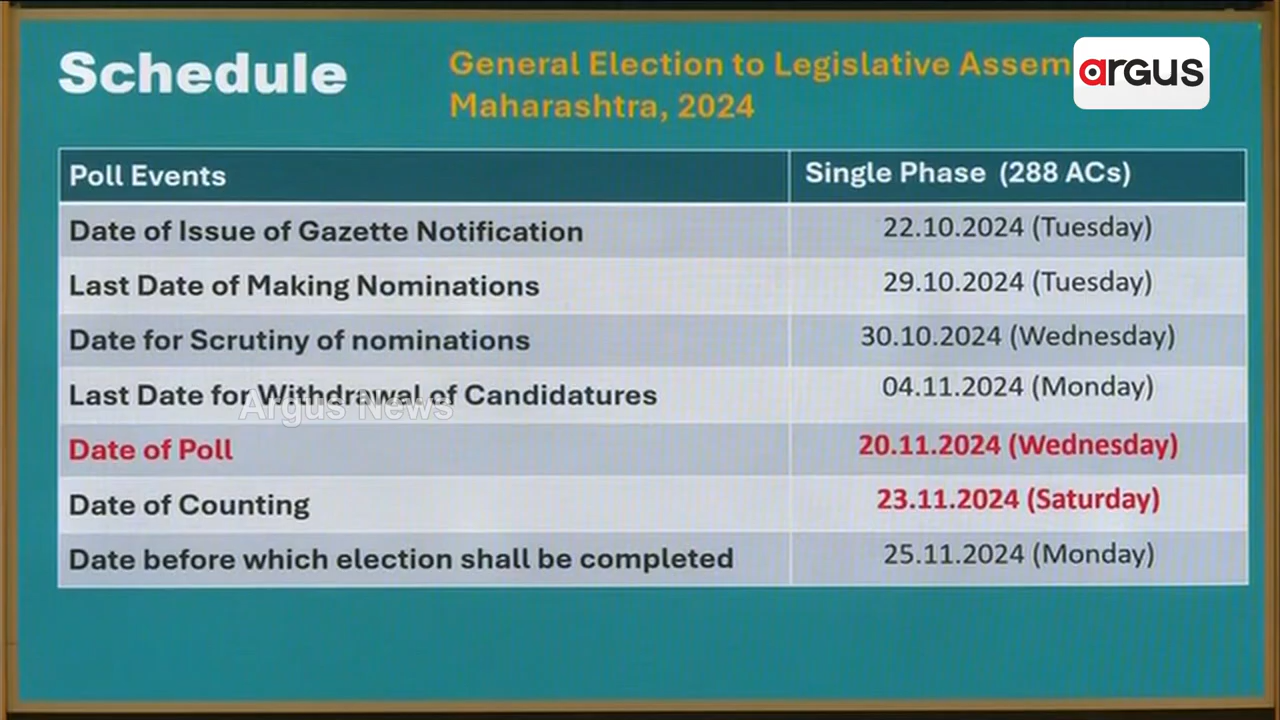 Schedule
General Election to Legislative Assem
Maharashtra, 2024
argus
Poll Events
Single Phase (288 ACs)
Date of Issue of Gazette Notification
22.10.2024 (Tuesday)
Last Date of Making Nominations
29.10.2024 (Tuesday)
Date for Scrutiny of nominations
30.10.2024 (Wednesday)
Last Date for Withdrawal of Candidatures
04.11.2024 (Monday)
Argus News
Date of Poll
20.11.2024 (Wednesday)
Date of Counting
23.11.2024 (Saturday)
Date before which election shall be completed
25.11.2024 (Monday)